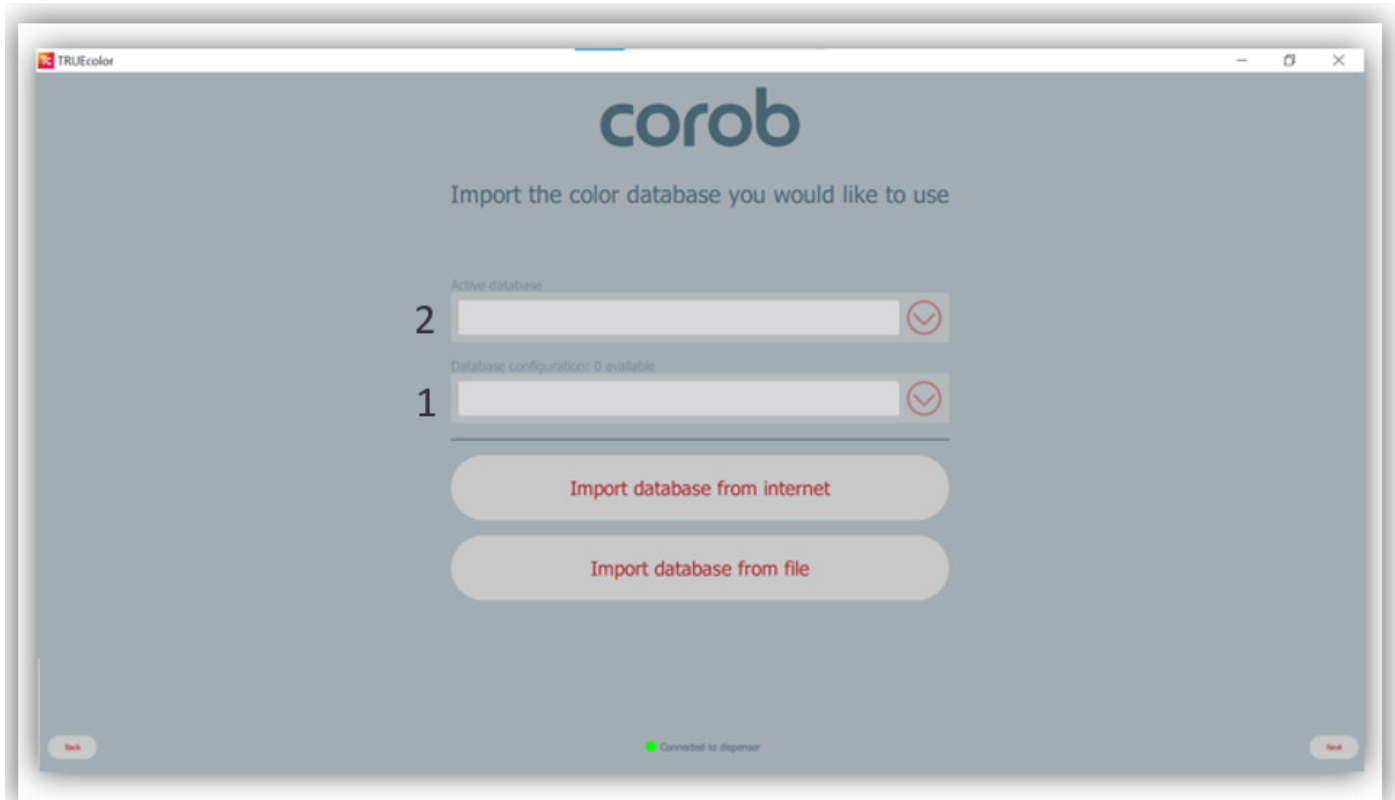 TRUEcolor
corob
Import the color database you would like to use
Active database
2
Database configuration: 0 available
1
Import database from internet
Import database from file
Back
Connected to dispenser
Next